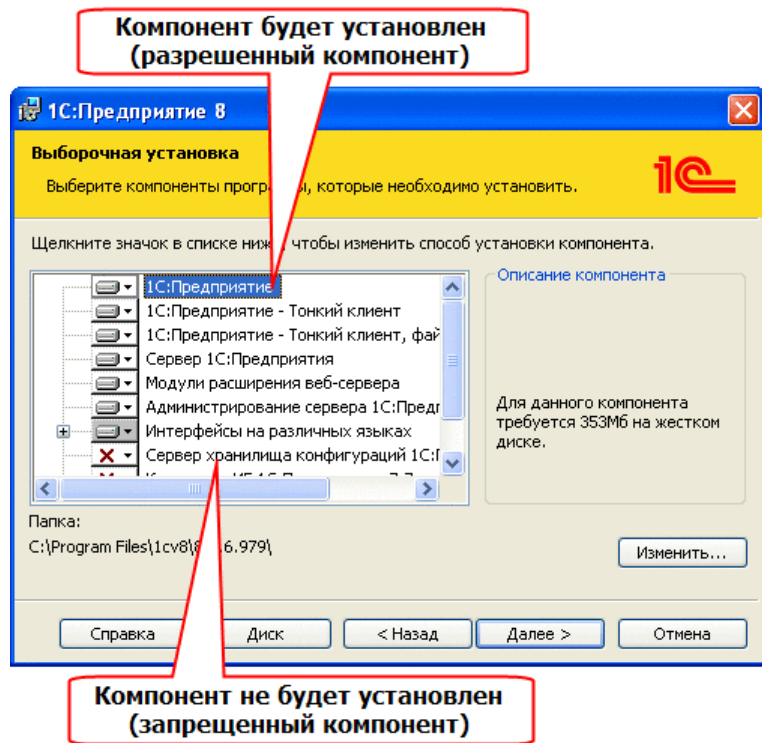 Компонент будет установлен
(разрешенный компонент)
1С:Предприятие 8
Выборочная установка
Выберите компоненты которые необходимо установить.
1С
Щелкните значок в списке чтобы изменить способ установки компонента.
1С:Предприятие
1С:Предприятие - Тонкий клиент
1С:Предприятие - Тонкий клиент, фай
Сервер 1С:Предприятия
Модули расширения веб-сервера
Администрирование сервера 1С:Предг
Интерфейсы на различных языках
Сервер хранилища конфигураций 1С:Г
Описание компонента
Для данного компонента
требуется 353Мб на жестком
диске.
Папка:
C:\Program Files\1cv8\8 .6.979\
Изменить...
Справка
Диск
< Назад
Далее >
Отмена
Компонент не будет установлен
(запрещенный компонент)